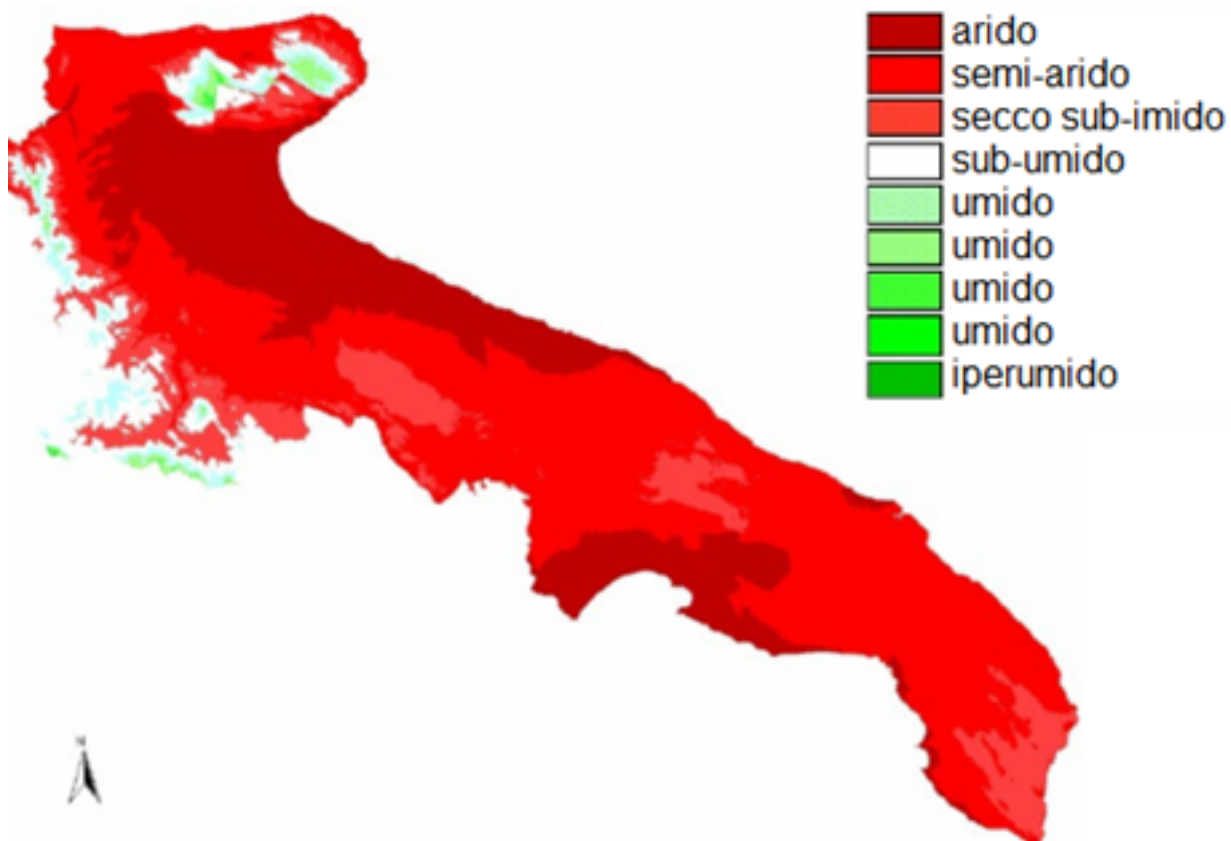 arido
semi-arido
secco sub-imido
sub-umido
umido
umido
umido
umido
iperumido
N